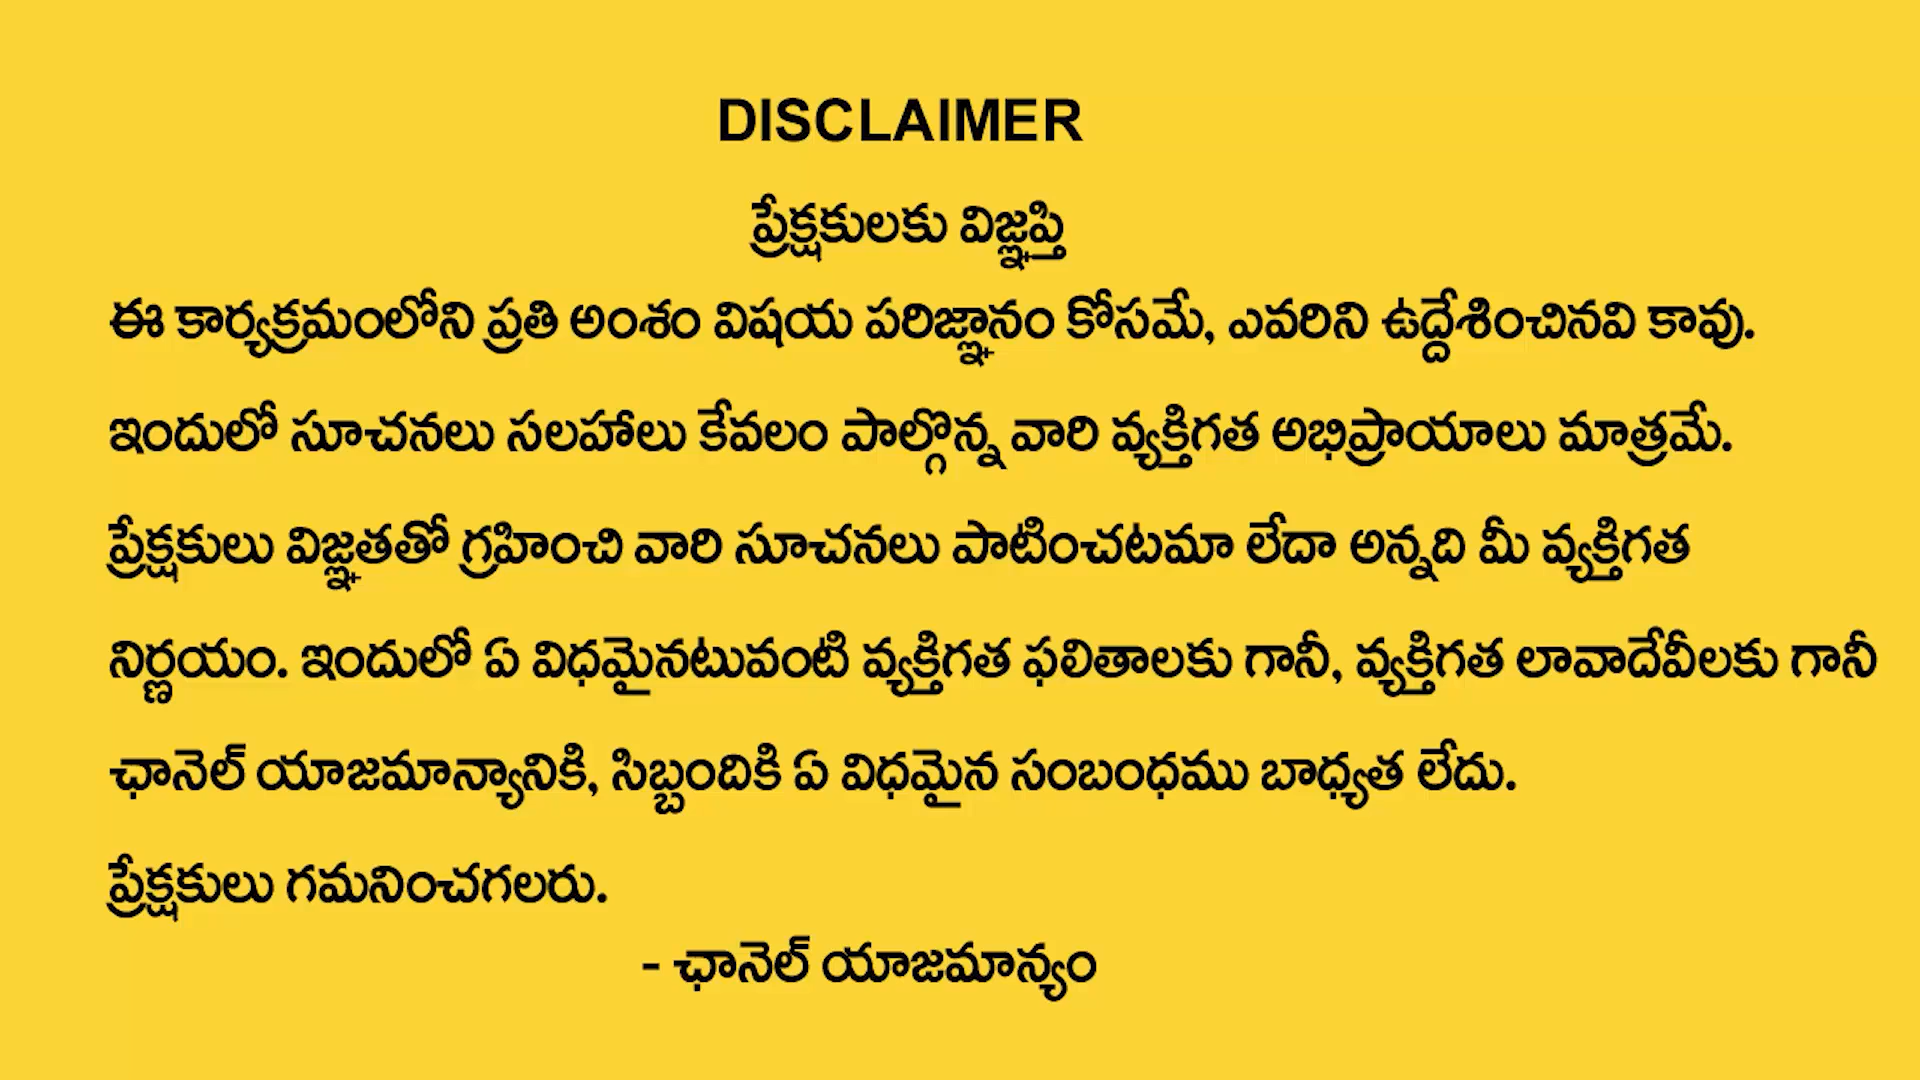 DISCLAIMER
ప్రేక్షకులకు విజ్ఞప్తి
ఈ కార్యక్రమంలోని ప్రతి అంశం విషయ పరిజ్ఞానం కోసమే, ఎవరిని ఉద్దేశించినవి కావు.
ఇందులో సూచనలు సలహాలు కేవలం పాల్గొన్న వారి వ్యక్తిగత అభిప్రాయాలు మాత్రమే.
ప్రేక్షకులు విజ్ఞతతో గ్రహించి వారి సూచనలు పాటించటమా లేదా అన్నది మీ వ్యక్తిగత
నిర్ణయం. ఇందులో ఏ విధమైనటువంటి వ్యక్తిగత ఫలితాలకు గానీ, వ్యక్తిగత లావాదేవీలకు గానీ
ఛానెల్ యాజమాన్యానికి, సిబ్బందికి ఏ విధమైన సంబంధము బాధ్యత లేదు.
ప్రేక్షకులు గమనించగలరు.
- ఛానెల్ యాజమాన్యం